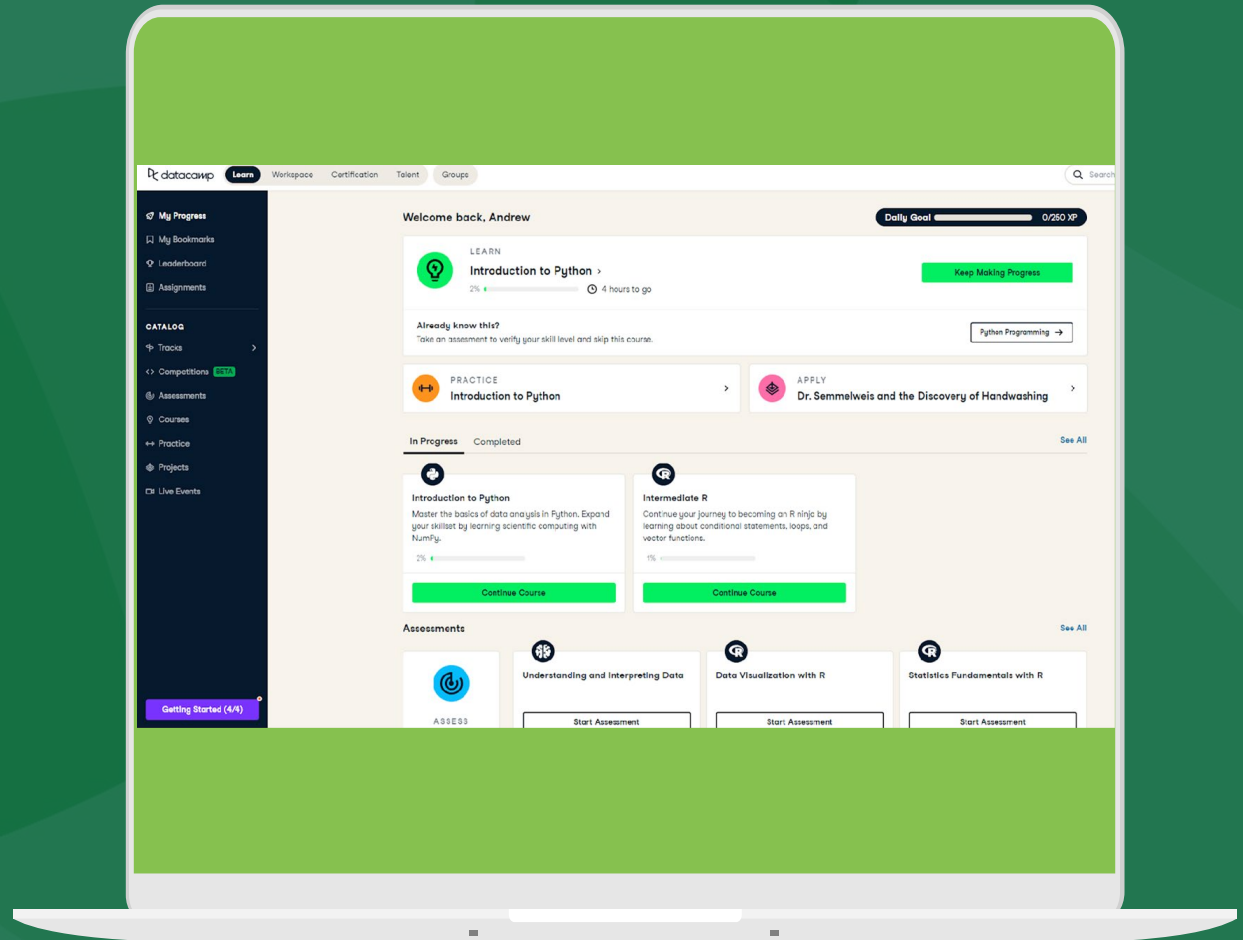 datacamp Learn Workspace Certification Talent Groups Search
My Progress
My Bookmarks
Leaderboard
Assignments
CATALOG
Tracks
Competitions BETA
Assessments
Courses
Practice
Projects
Live Events
Getting Started (4/4)
Welcome back, Andrew
Daily Goal 0/250 XP
LEARN
Introduction to Python
2% 4 hours to go
Keep Making Progress
Already know this?
Take an assesment to verify your skill level and skip this course.
Python Programming →
PRACTICE
Introduction to Python
APPLY
Dr. Semmelweis and the Discovery of Handwashing
In Progress Completed See All
Introduction to Python
Master the basics of data analysis in Python. Expand
your skillset by learning scientific computing with
NumPy.
2%
Continue Course
Intermediate R
Continue your journey to becoming an R ninja by
learning about conditional statements, loops, and
vector functions.
1%
Continue Course
Assessments See All
ASSESS
Understanding and Interpreting Data
Start Assessment
Data Visualization with R
Start Assessment
Statistics Fundamentals with R
Start Assessment